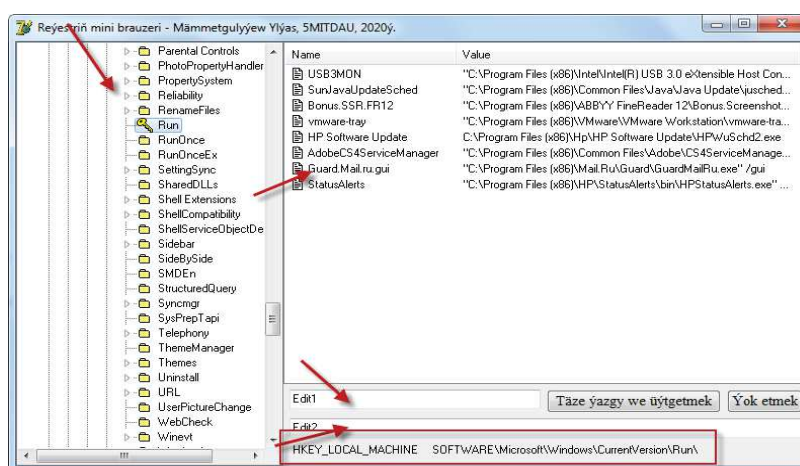 Reýestriň mini brauzeri - Mämmetgulyýew Ylýas, 5MITDAU, 2020ý.
Parental Controls
PhotoPropertyHandler
PropertySystem
Reliability
RenameFiles
Run
RunOnce
RunOnceEx
SettingSync
SharedDLLs
Shell Extensions
ShellCompatibility
ShellServiceObjectDe
Sidebar
SideBySide
SMDEn
StructuredQuery
Syncmgr
SysPrepTapi
Telephony
ThemeManager
Themes
Uninstall
URL
UserPictureChange
WebCheck
Winevt
Name Value
USB3MON "C:\Program Files (x86)\Intel\Intel(R) USB 3.0 eXtensible Host Con...
SunJavaUpdateSched "C:\Program Files (x86)\Common Files\Java\Java Update\jusched...
Bonus.SSR.FR12 "C:\Program Files (x86)\ABBYY FineReader 12\Bonus.Screenshot...
vmware-tray "C:\Program Files (x86)\VMware\VMware Workstation\vmware-tra...
HP Software Update C:\Program Files (x86)\Hp\HP Software Update\HPWuSchd2.exe
AdobeCS4ServiceManager "C:\Program Files (x86)\Common Files\Adobe\CS4ServiceManage...
Guard.Mail.ru.gui "C:\Program Files (x86)\Mail.Ru\Guard\GuardMailRu.exe" /gui
StatusAlerts "C:\Program Files (x86)\HP\StatusAlerts\bin\HPStatusAlerts.exe" ...
Edit1 Täze ýazgy we üýtgetmek Ýok etmek
Edit2
HKEY_LOCAL_MACHINE SOFTWARE\Microsoft\Windows\CurrentVersion\Run\